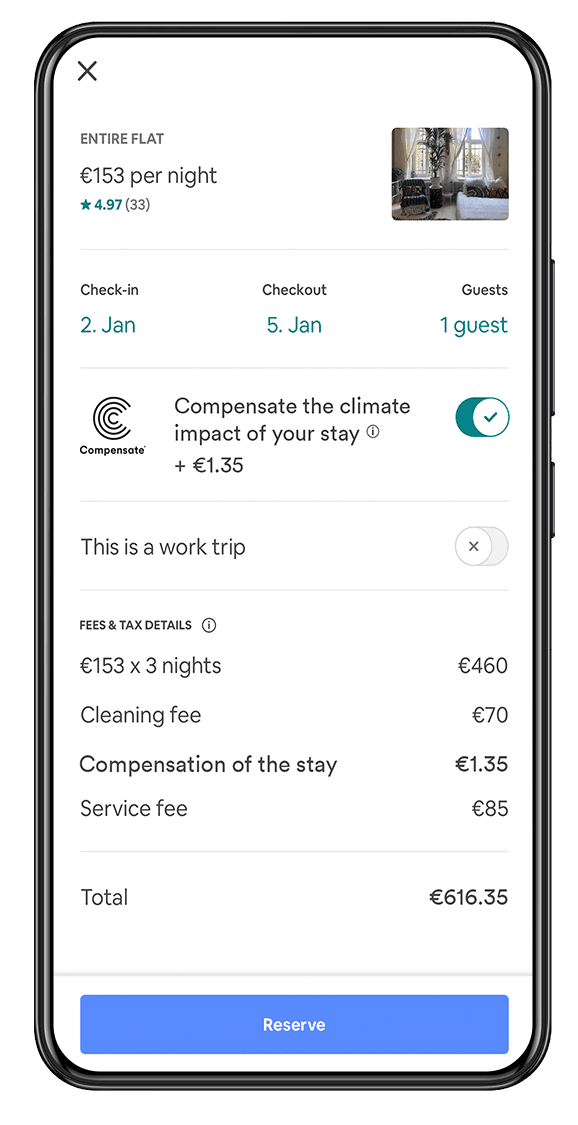 ENTIRE FLAT
€153 per night
★ 4.97 (33)
Check-in Checkout Guests
2. Jan 5. Jan 1 guest
Compensate the climate
impact of your stay ⓘ
+ €1.35
Compensate
This is a work trip
FEES & TAX DETAILS ⓘ
€153 x 3 nights €460
Cleaning fee €70
Compensation of the stay €1.35
Service fee €85
Total €616.35
Reserve